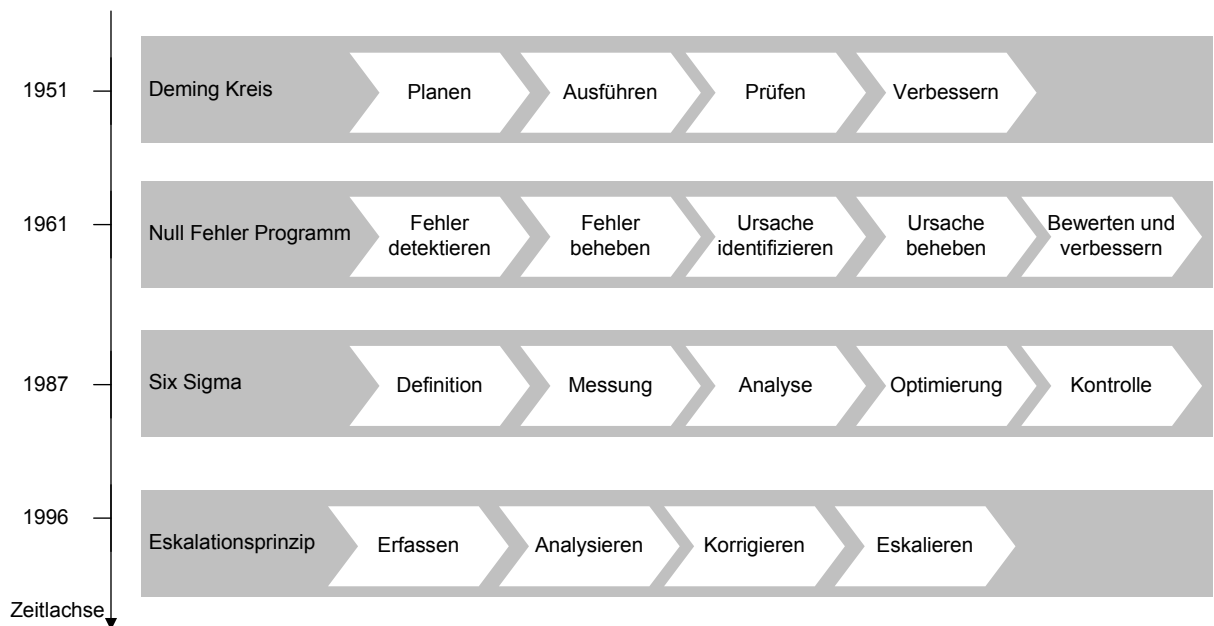 1951
Deming Kreis
Planen
Ausführen
Prüfen
Verbessern
1961
Null Fehler Programm
Fehler
detektieren
Fehler
beheben
Ursache
identifizieren
Ursache
beheben
Bewerten und
verbessern
1987
Six Sigma
Definition
Messung
Analyse
Optimierung
Kontrolle
1996
Eskalationsprinzip
Erfassen
Analysieren
Korrigieren
Eskalieren
Zeitlachse